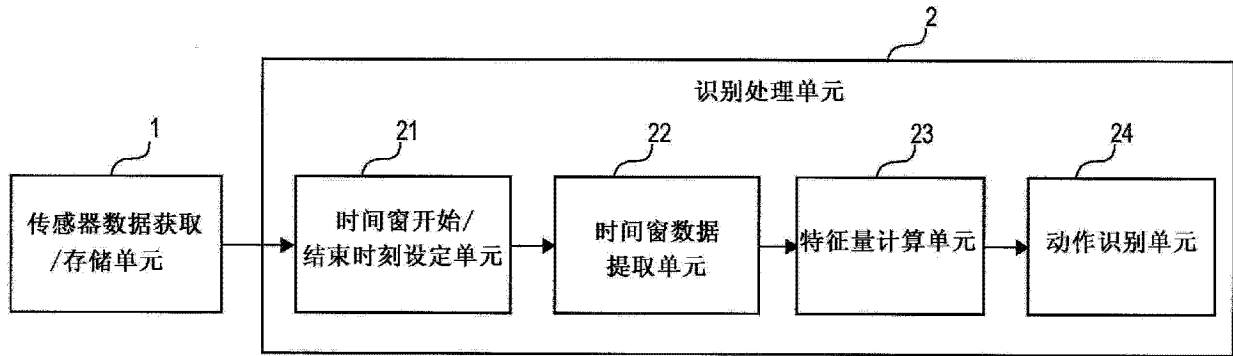 2
识别处理单元
1
21
22
23
24
传感器数据获取
/存储单元
时间窗开始/
结束时刻设定单元
时间窗数据
提取单元
特征量计算单元
动作识别单元